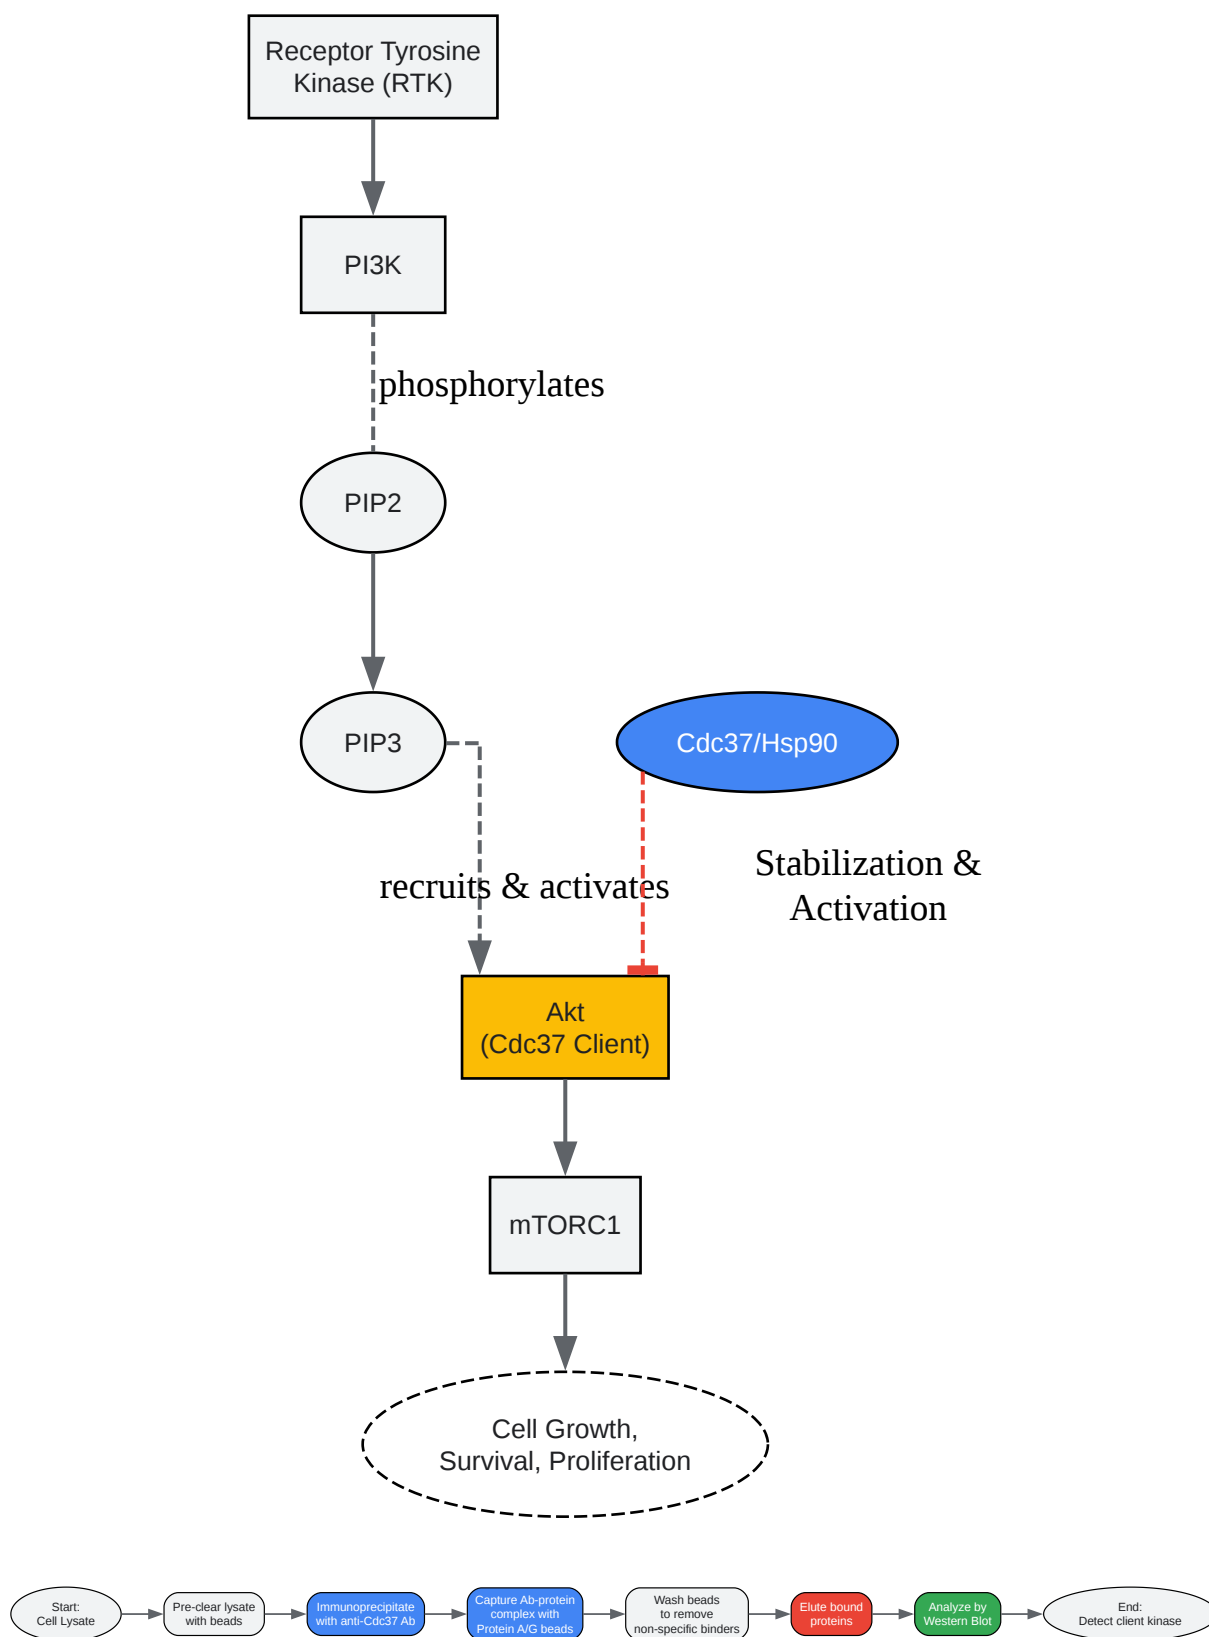 Receptor Tyrosine
Kinase (RTK)
PI3K
phosphorylates
PIP2
PIP3
Cdc37/Hsp90
recruits & activates
Stabilization &
Activation
Akt
(Cdc37 Client)
mTORC1
Cell Growth,
Survival, Proliferation
Start:
Cell Lysate
Pre-clear lysate
with beads
Immunoprecipitate
with anti-Cdc37 Ab
Capture Ab-protein
complex with
Protein A/G beads
Wash beads
to remove
non-specific binders
Elute bound
proteins
Analyze by
Western Blot
End:
Detect client kinase